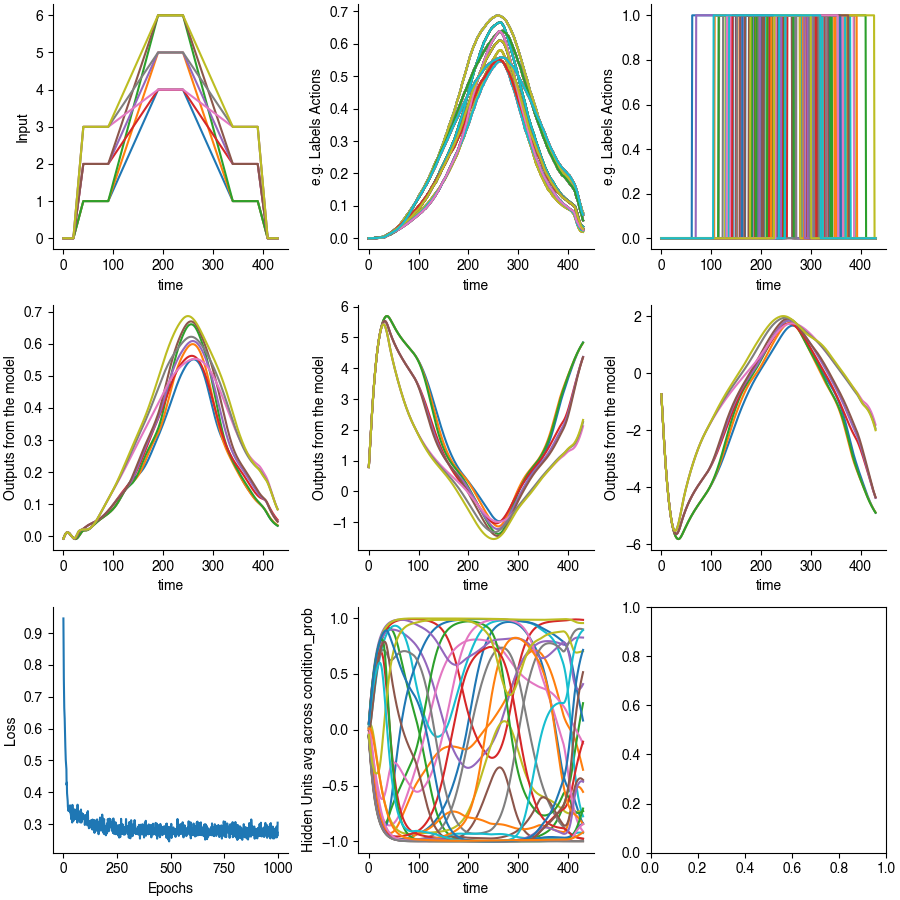 6
5
4
3
2
1
0
Input
0 100 200 300 400
time
0.7
0.6
0.5
0.4
0.3
0.2
0.1
0.0
e.g. Labels Actions
0 100 200 300 400
time
1.0
0.8
0.6
0.4
0.2
0.0
e.g. Labels Actions
0 100 200 300 400
time
0.7
0.6
0.5
0.4
0.3
0.2
0.1
0.0
Outputs from the model
0 100 200 300 400
time
6
5
4
3
2
1
0
−1
Outputs from the model
0 100 200 300 400
time
2
0
−2
−4
−6
Outputs from the model
0 100 200 300 400
time
0.9
0.8
0.7
0.6
0.5
0.4
0.3
Loss
0 250 500 750 1000
Epochs
1.0
0.5
0.0
−0.5
−1.0
Hidden Units avg across condition_prob
0 100 200 300 400
time
1.0
0.8
0.6
0.4
0.2
0.0
0.0 0.2 0.4 0.6 0.8 1.0